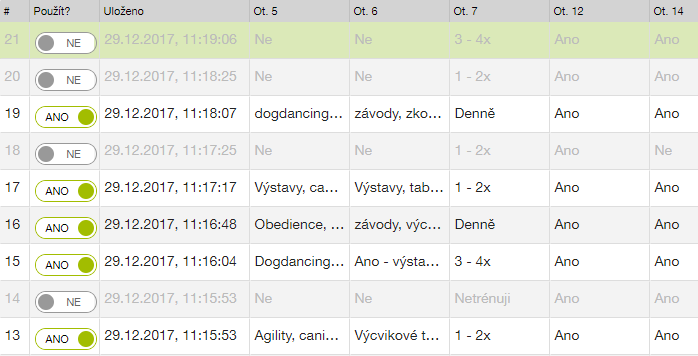 # Použít? Uloženo Ot. 5 Ot. 6 Ot. 7 Ot. 12 Ot. 14
21 NE 29.12.2017, 11:19:06 Ne Ne 3 - 4x Ano Ano
20 NE 29.12.2017, 11:18:25 Ne Ne 1 - 2x Ano Ano
19 ANO 29.12.2017, 11:18:07 dogdancing... závody, zko... Denně Ano Ano
18 NE 29.12.2017, 11:17:25 Ne Ne 1 - 2x Ano Ne
17 ANO 29.12.2017, 11:17:17 Výstavy, ca... Výstavy, tab... 1 - 2x Ano Ano
16 ANO 29.12.2017, 11:16:48 Obedience, ... závody, výc... Denně Ano Ano
15 ANO 29.12.2017, 11:16:04 Dogdancing... Ano - výsta... 3 - 4x Ano Ano
14 NE 29.12.2017, 11:15:53 Ne Ne Netrénuji Ano Ano
13 ANO 29.12.2017, 11:15:53 Agility, cani... Výcvikové t... 1 - 2x Ano Ano